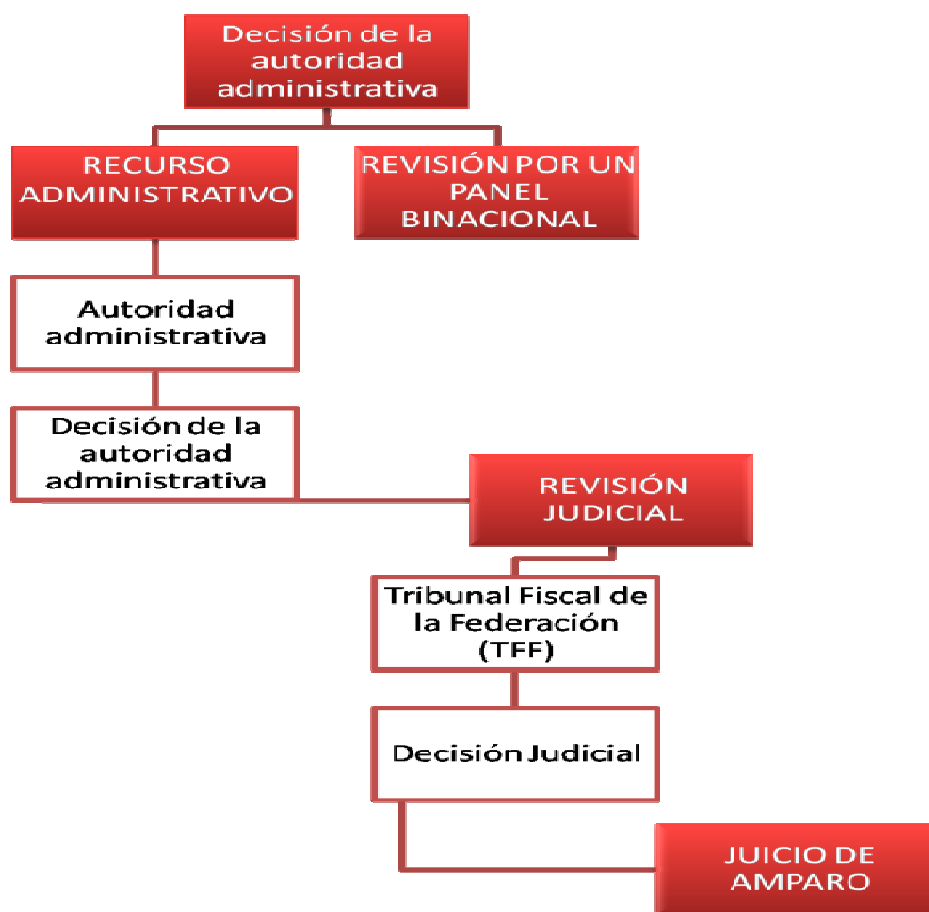 Decisión de la
autoridad
administrativa
RECURSO
ADMINISTRATIVO
REVISIÓN POR UN
PANEL
BINACIONAL
Autoridad
administrativa
Decisión de la
autoridad
administrativa
REVISIÓN
JUDICIAL
Tribunal Fiscal de
la Federación
(TFF)
Decisión Judicial
JUICIO DE
AMPARO